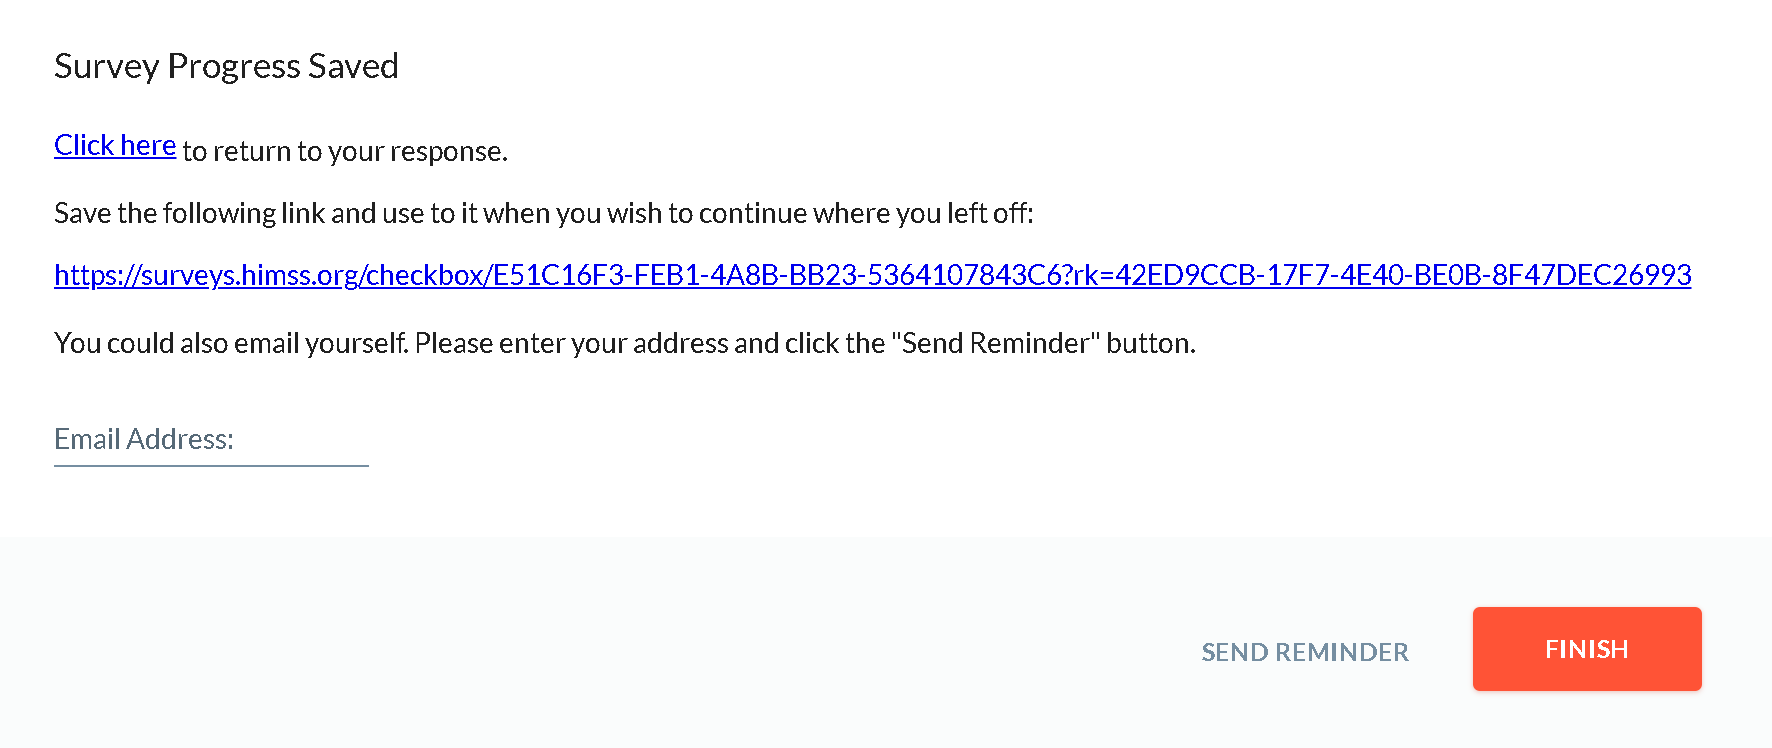 Survey Progress Saved
Click here to return to your response.
Save the following link and use to it when you wish to continue where you left off:
https://surveys.himss.org/checkbox/E51C16F3-FEB1-4A8B-BB23-5364107843C6?rk=42ED9CCB-17F7-4E40-BE0B-8F47DEC26993
You could also email yourself. Please enter your address and click the "Send Reminder" button.
Email Address:
SEND REMINDER
FINISH